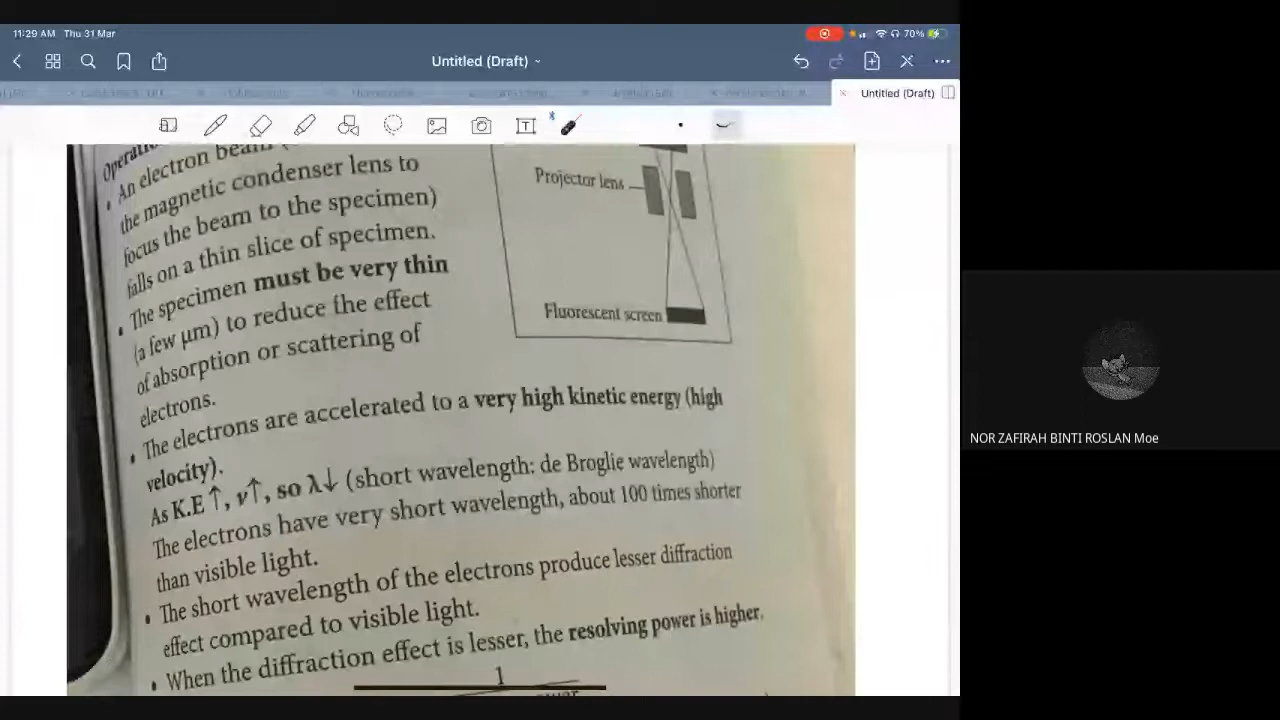 11:29 AM Thu 31 Mar
70%
Untitled (Draft)
Untitled (Draft)
T
An electron beam
the magnetic condenser lens to
focus the beam to the specimen)
falls on a thin slice of specimen.
The specimen must be very thin
(a few μm) to reduce the effect
of absorption or scattering of
electrons.
Projector lens
Fluorescent screen
• The electrons are accelerated to a very high kinetic energy (high
velocity).
As K.E ↑, v↑, so λ↓ (short wavelength: de Broglie wavelength)
The electrons have very short wavelength, about 100 times shorter
than visible light.
• The short wavelength of the electrons produce lesser diffraction
effect compared to visible light.
• When the diffraction effect is lesser, the resolving power is higher.
1
NOR ZAFIRAH BINTI ROSLAN Moe